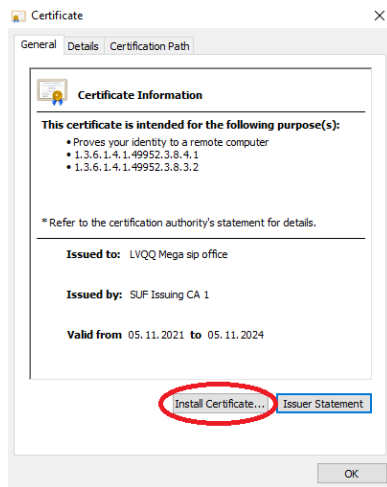 Certificate
General Details Certification Path
Certificate Information
This certificate is intended for the following purpose(s):
• Proves your identity to a remote computer
• 1.3.6.1.4.1.49952.3.8.4.1
• 1.3.6.1.4.1.49952.3.8.3.2
* Refer to the certification authority's statement for details.
Issued to: LVQQ Mega sip office
Issued by: SUF Issuing CA 1
Valid from 05.11.2021 to 05.11.2024
Install Certificate... Issuer Statement
OK